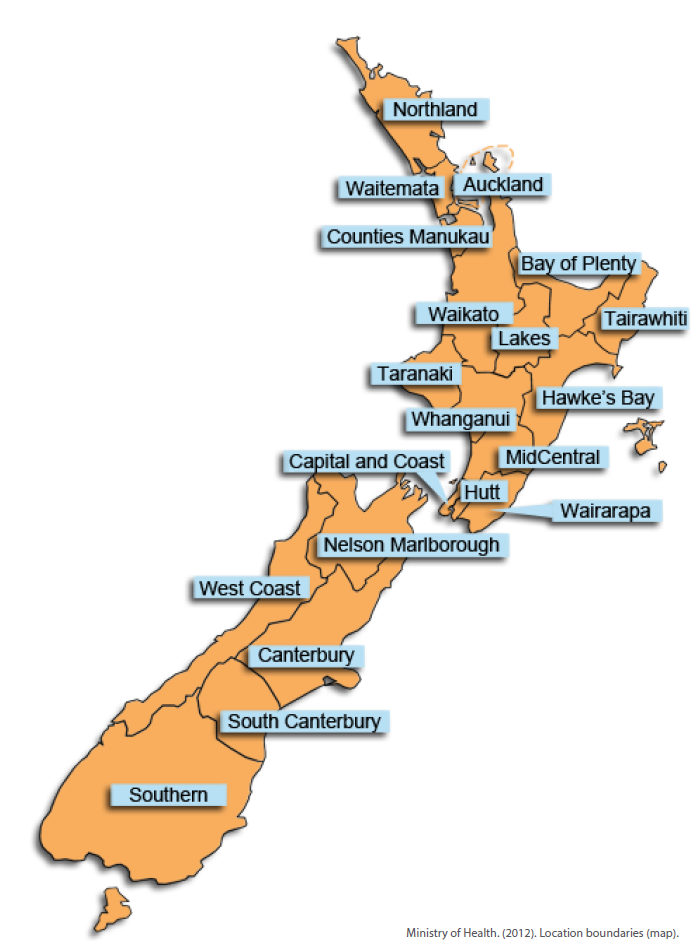 Northland
Waitemata
Auckland
Counties Manukau
Bay of Plenty
Waikato
Tairawhiti
Lakes
Taranaki
Hawke's Bay
Whanganui
MidCentral
Capital and Coast
Hutt
Wairarapa
Nelson Marlborough
West Coast
Canterbury
South Canterbury
Southern
Ministry of Health. (2012). Location boundaries (map).